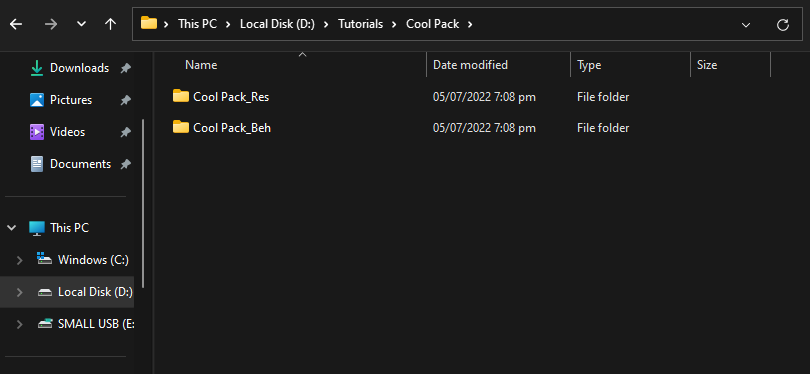 This PC Local Disk (D:) Tutorials Cool Pack
Downloads
Pictures
Videos
Documents
This PC
Windows (C:)
Local Disk (D:)
SMALL USB (E:
Name Date modified Type Size
Cool Pack_Res 05/07/2022 7:08 pm File folder
Cool Pack_Beh 05/07/2022 7:08 pm File folder